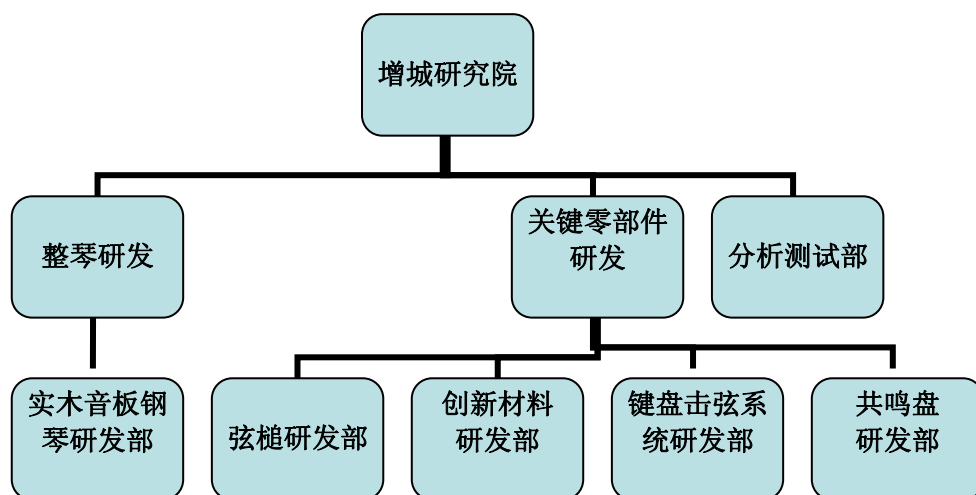 增城研究院
整琴研发
关键零部件
研发
分析测试部
实木音板钢
琴研发部
弦槌研发部
创新材料
研发部
键盘击弦系
统研发部
共鸣盘
研发部